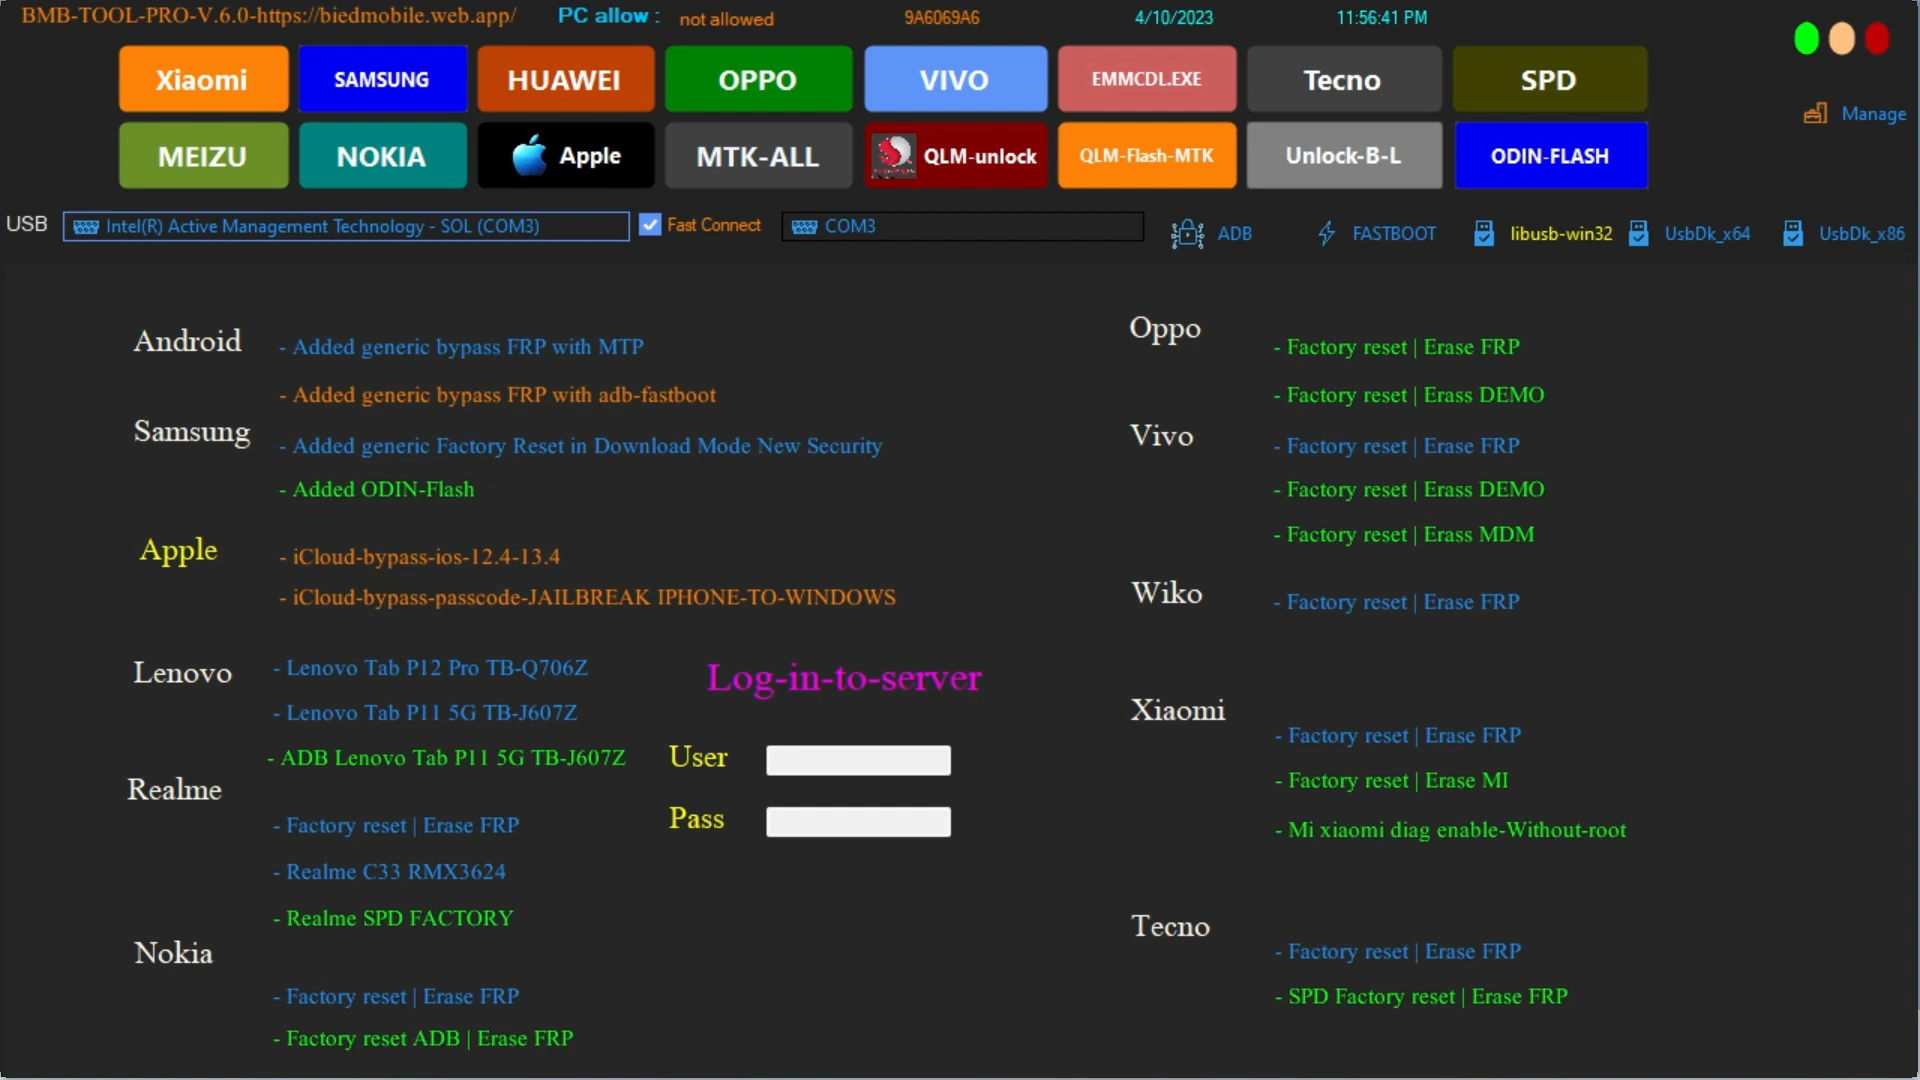 BMB-TOOL-PRO-V.6.0-https://biedmobile.web.app/ PC allow : not allowed 9A6069A6 4/10/2023 11:56:41 PM
Xiaomi SAMSUNG HUAWEI OPPO VIVO EMMCDL.EXE Tecno SPD
Manage
MEIZU NOKIA Apple MTK-ALL QLM-unlock QLM-Flash-MTK Unlock-B-L ODIN-FLASH
USB Intel(R) Active Management Technology - SOL (COM3) Fast Connect COM3 ADB FASTBOOT libusb-win32 UsbDk_x64 UsbDk_x86
Android
- Added generic bypass FRP with MTP
- Added generic bypass FRP with adb-fastboot
Samsung
- Added generic Factory Reset in Download Mode New Security
- Added ODIN-Flash
Apple
- iCloud-bypass-ios-12.4-13.4
- iCloud-bypass-passcode-JAILBREAK IPHONE-TO-WINDOWS
Lenovo
- Lenovo Tab P12 Pro TB-Q706Z
- Lenovo Tab P11 5G TB-J607Z
- ADB Lenovo Tab P11 5G TB-J607Z
Realme
- Factory reset | Erase FRP
- Realme C33 RMX3624
- Realme SPD FACTORY
Nokia
- Factory reset | Erase FRP
- Factory reset ADB | Erase FRP
Log-in-to-server
User
Pass
Oppo
- Factory reset | Erase FRP
- Factory reset | Erass DEMO
Vivo
- Factory reset | Erase FRP
- Factory reset | Erass DEMO
- Factory reset | Erass MDM
Wiko
- Factory reset | Erase FRP
Xiaomi
- Factory reset | Erase FRP
- Factory reset | Erase MI
- Mi xiaomi diag enable-Without-root
Tecno
- Factory reset | Erase FRP
- SPD Factory reset | Erase FRP